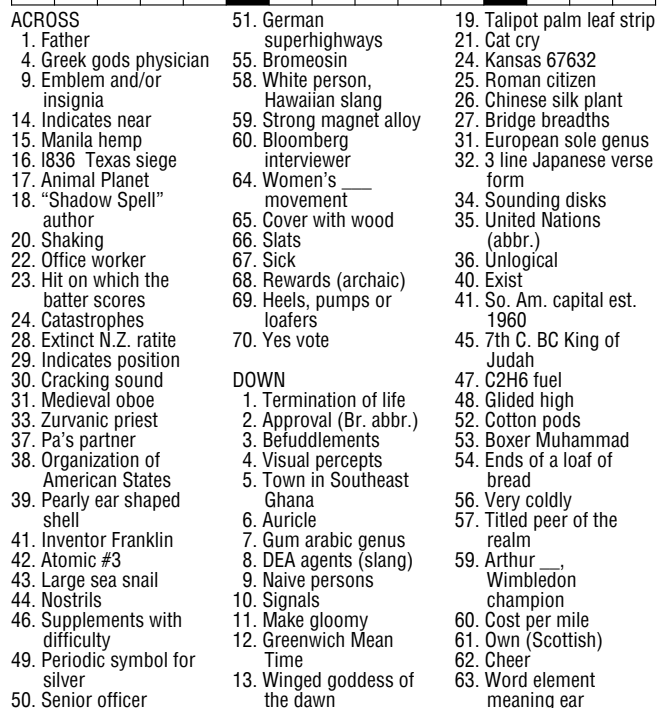 ACROSS
1. Father
4. Greek gods physician
9. Emblem and/or
insignia
14. Indicates near
15. Manila hemp
16. l836 Texas siege
17. Animal Planet
18. “Shadow Spell”
author
20. Shaking
22. Office worker
23. Hit on which the
batter scores
24. Catastrophes
28. Extinct N.Z. ratite
29. Indicates position
30. Cracking sound
31. Medieval oboe
33. Zurvanic priest
37. Pa's partner
38. Organization of
American States
39. Pearly ear shaped
shell
41. Inventor Franklin
42. Atomic #3
43. Large sea snail
44. Nostrils
46. Supplements with
difficulty
49. Periodic symbol for
silver
50. Senior officer
51. German
superhighways
55. Bromeosin
58. White person,
Hawaiian slang
59. Strong magnet alloy
60. Bloomberg
interviewer
64. Women's ___
movement
65. Cover with wood
66. Slats
67. Sick
68. Rewards (archaic)
69. Heels, pumps or
loafers
70. Yes vote
DOWN
1. Termination of life
2. Approval (Br. abbr.)
3. Befuddlements
4. Visual percepts
5. Town in Southeast
Ghana
6. Auricle
7. Gum arabic genus
8. DEA agents (slang)
9. Naive persons
10. Signals
11. Make gloomy
12. Greenwich Mean
Time
13. Winged goddess of
the dawn
19. Talipot palm leaf strip
21. Cat cry
24. Kansas 67632
25. Roman citizen
26. Chinese silk plant
27. Bridge breadths
31. European sole genus
32. 3 line Japanese verse
form
34. Sounding disks
35. United Nations
(abbr.)
36. Unlogical
40. Exist
41. So. Am. capital est.
1960
45. 7th C. BC King of
Judah
47. C2H6 fuel
48. Glided high
52. Cotton pods
53. Boxer Muhammad
54. Ends of a loaf of
bread
56. Very coldly
57. Titled peer of the
realm
59. Arthur __,
Wimbledon
champion
60. Cost per mile
61. Own (Scottish)
62. Cheer
63. Word element
meaning ear